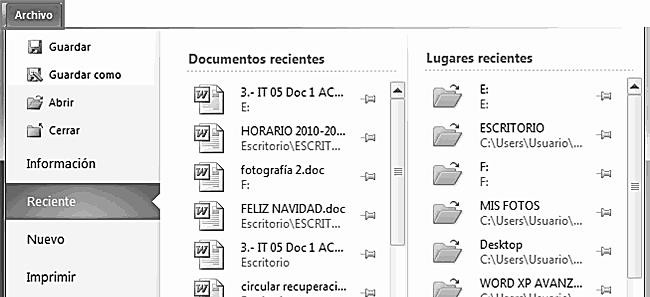 Archivo
Guardar
Guardar como
Abrir
Cerrar
Información
Reciente
Nuevo
Imprimir
Documentos recientes
3.- IT 05 Doc 1 AC...
E:
HORARIO 2010-20...
Escritorio\ESCRIT...
fotografía 2.doc
F:
FELIZ NAVIDAD.doc
Escritorio\ESCRIT...
3.- IT 05 Doc 1 AC...
Escritorio
circular recuperaci...
Lugares recientes
E:
E:
ESCRITORIO
C:\Users\Usuario\...
F:
F:
MIS FOTOS
C:\Users\Usuario\...
Desktop
C:\Users\Usuario\...
WORD XP AVANZ...
C:\Users\Usuario\...